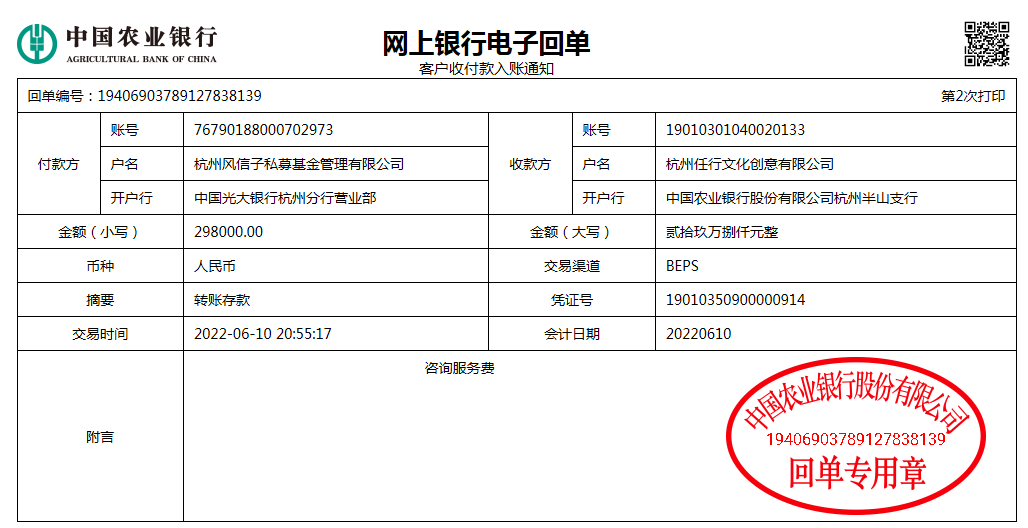 中国农业银行
AGRICULTURAL BANK OF CHINA
网上银行电子回单
客户收付款入账通知
回单编号：19406903789127838139 第2次打印
付款方 账号 76790188000702973 收款方 账号 19010301040020133
户名 杭州风信子私募基金管理有限公司 户名 杭州任行文化创意有限公司
开户行 中国光大银行杭州分行营业部 开户行 中国农业银行股份有限公司杭州半山支行
金额（小写） 298000.00 金额（大写） 贰拾玖万捌仟元整
币种 人民币 交易渠道 BEPS
摘要 转账存款 凭证号 19010350900000914
交易时间 2022-06-10 20:55:17 会计日期 20220610
附言 咨询服务费
中国农业银行股份有限公司
19406903789127838139
回单专用章